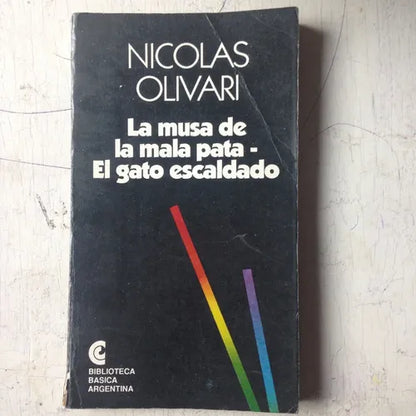 NICOLAS
OLIVARI
La musa de
la mala pata -
El gato escaldado
BIBLIOTECA
BASICA
ARGENTINA